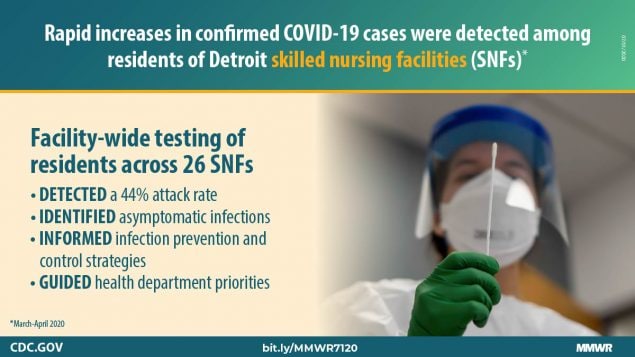 Rapid increases in confirmed COVID-19 cases were detected among
residents of Detroit skilled nursing facilities (SNFs)*
Facility-wide testing of
residents across 26 SNFs
• DETECTED a 44% attack rate
• IDENTIFIED asymptomatic infections
• INFORMED infection prevention and
control strategies
• GUIDED health department priorities
*March-April 2020
CDC.GOV
bit.ly/MMWR7120
MMWR